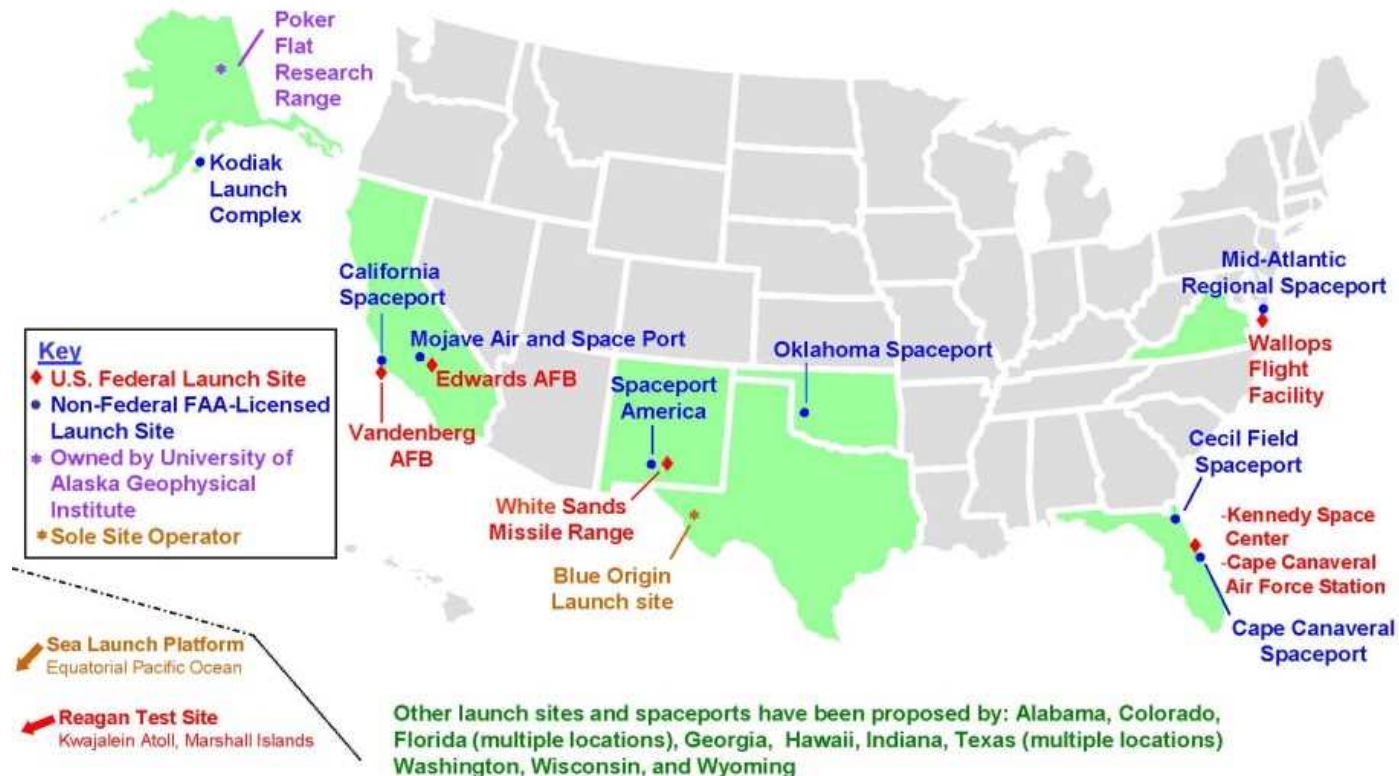 Poker
Flat
Research
Range
Kodiak
Launch
Complex
California
Spaceport
Mojave Air and Space Port
Edwards AFB
Vandenberg
AFB
Spaceport
America
White Sands
Missile Range
Oklahoma Spaceport
Blue Origin
Launch site
Mid-Atlantic
Regional Spaceport
Wallops
Flight
Facility
Cecil Field
Spaceport
-Kennedy Space
Center
-Cape Canaveral
Air Force Station
Cape Canaveral
Spaceport
Key
U.S. Federal Launch Site
Non-Federal FAA-Licensed
Launch Site
Owned by University of
Alaska Geophysical
Institute
Sole Site Operator
Sea Launch Platform
Equatorial Pacific Ocean
Reagan Test Site
Kwajalein Atoll, Marshall Islands
Other launch sites and spaceports have been proposed by: Alabama, Colorado,
Florida (multiple locations), Georgia, Hawaii, Indiana, Texas (multiple locations)
Washington, Wisconsin, and Wyoming